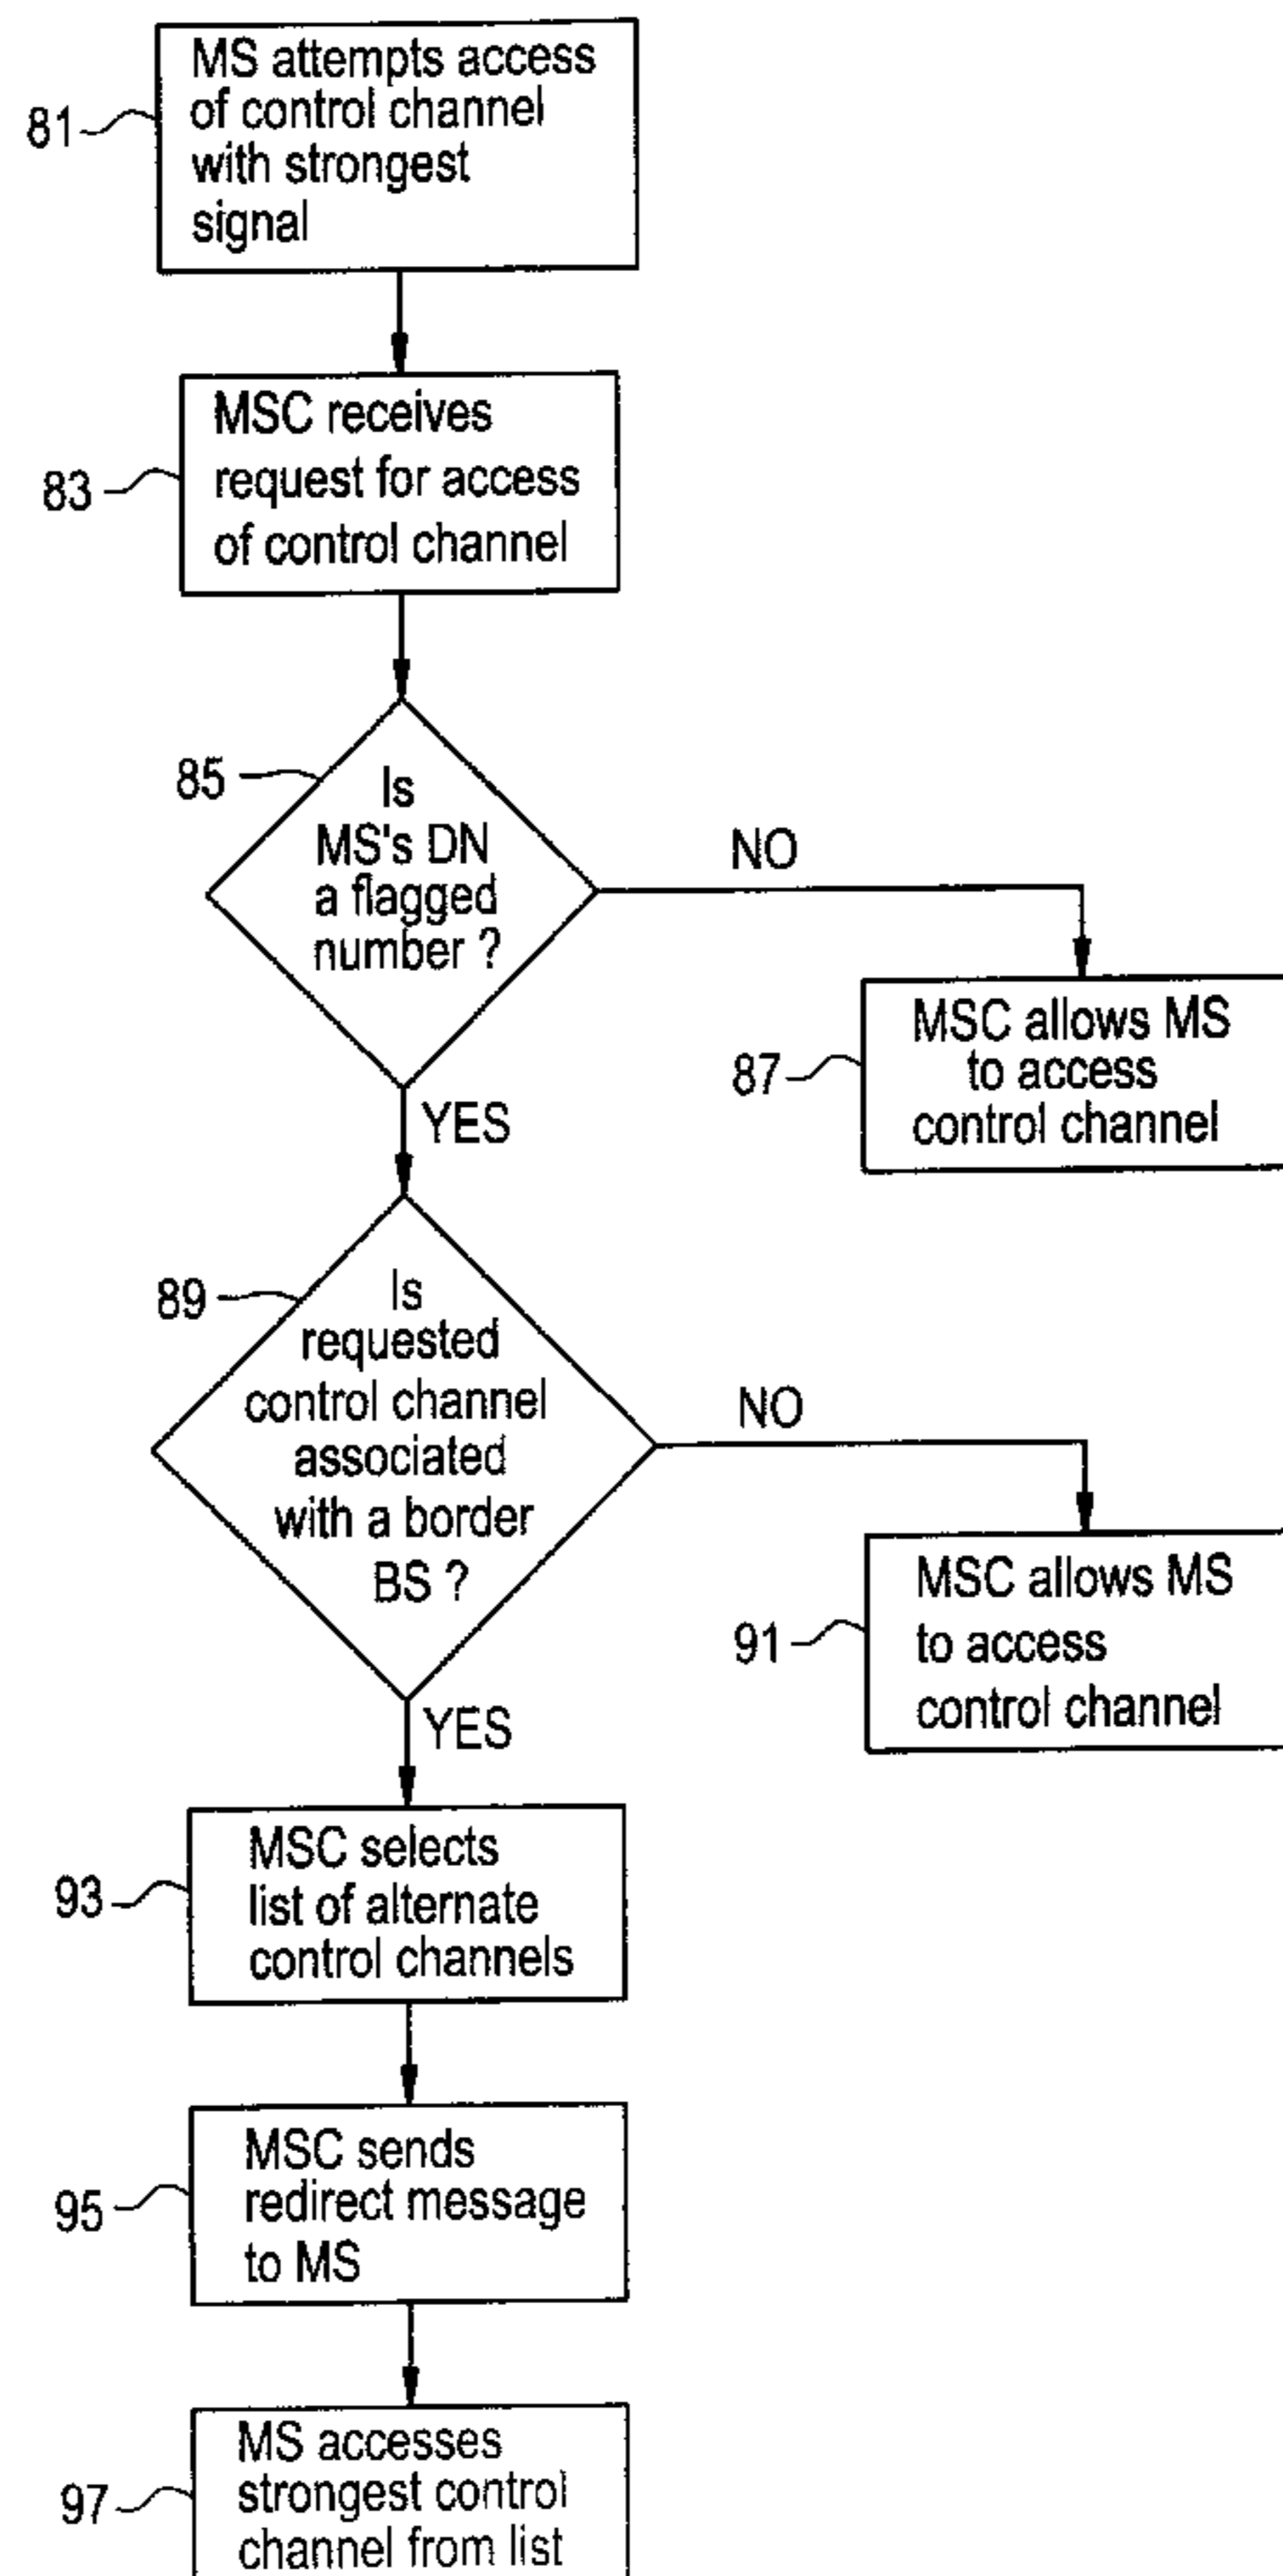 81
MS attempts access
of control channel
with strongest
signal
83
MSC receives
request for access
of control channel
85
Is
MS's DN
a flagged
number ?
NO
87
MSC allows MS
to access
control channel
YES
89
Is
requested
control channel
associated
with a border
BS ?
NO
91
MSC allows MS
to access
control channel
YES
93
MSC selects
list of alternate
control channels
95
MSC sends
redirect message
to MS
97
MS accesses
strongest control
channel from list